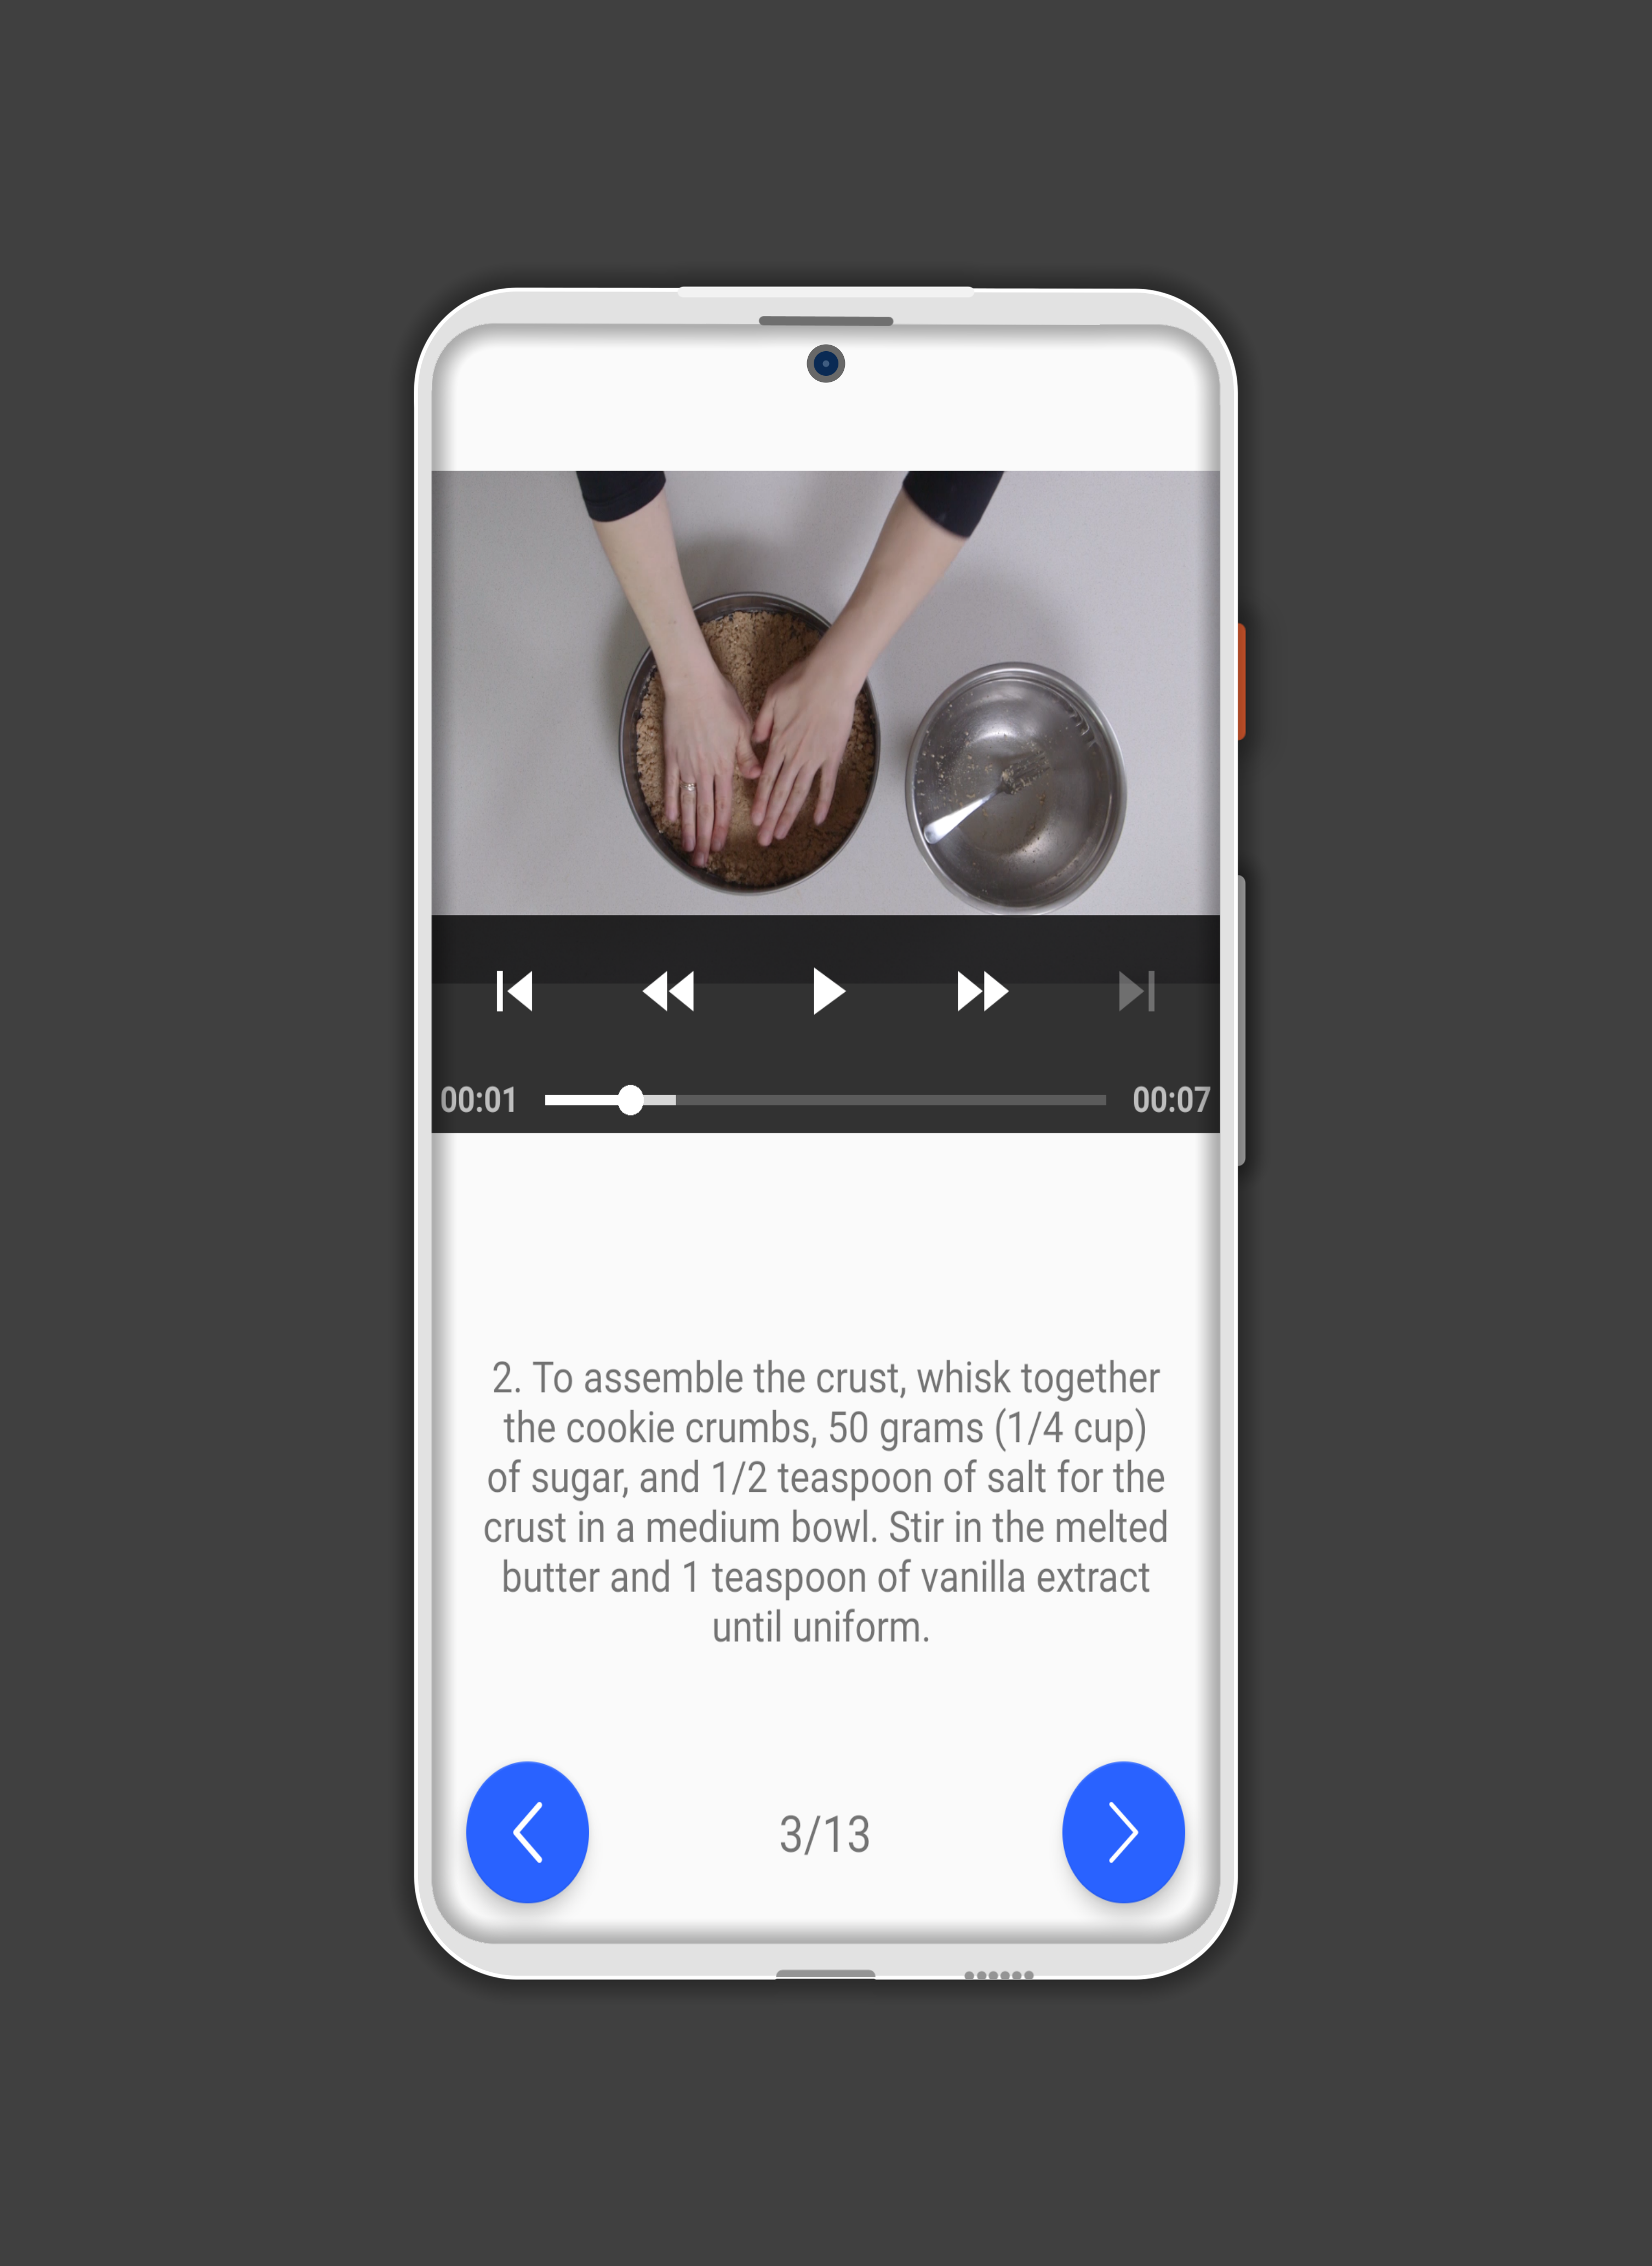 00:01 00:07
2. To assemble the crust, whisk together
the cookie crumbs, 50 grams (1/4 cup)
of sugar, and 1/2 teaspoon of salt for the
crust in a medium bowl. Stir in the melted
butter and 1 teaspoon of vanilla extract
until uniform.
3/13